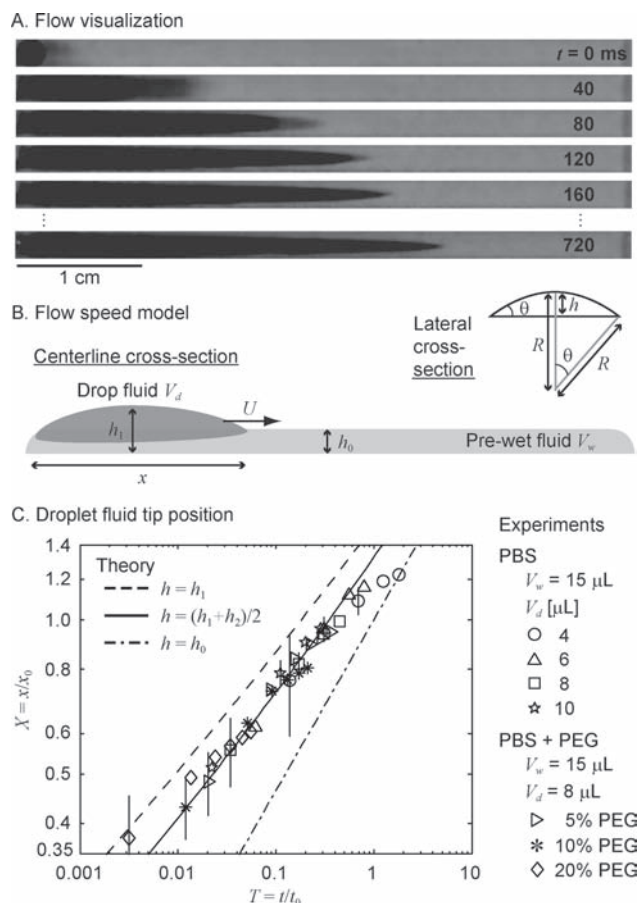 A. Flow visualization
t = 0 ms
40
80
120
160
⋮ ⋮
720
1 cm
B. Flow speed model
Centerline cross-section
Drop fluid V_d
U
h_1
h_0
Pre-wet fluid V_w
x
Lateral
cross-
section
θ
h
R
θ
R
C. Droplet fluid tip position
Theory
h = h_1
h = (h_1+h_2)/2
h = h_0
X = x/x_0
1.4
1.2
1.0
0.8
0.6
0.5
0.4
0.35
0.001 0.01 0.1 1 10
T = t/t_0
Experiments
PBS
V_w = 15 μL
V_d [μL]
4
6
8
10
PBS + PEG
V_w = 15 μL
V_d = 8 μL
5% PEG
10% PEG
20% PEG